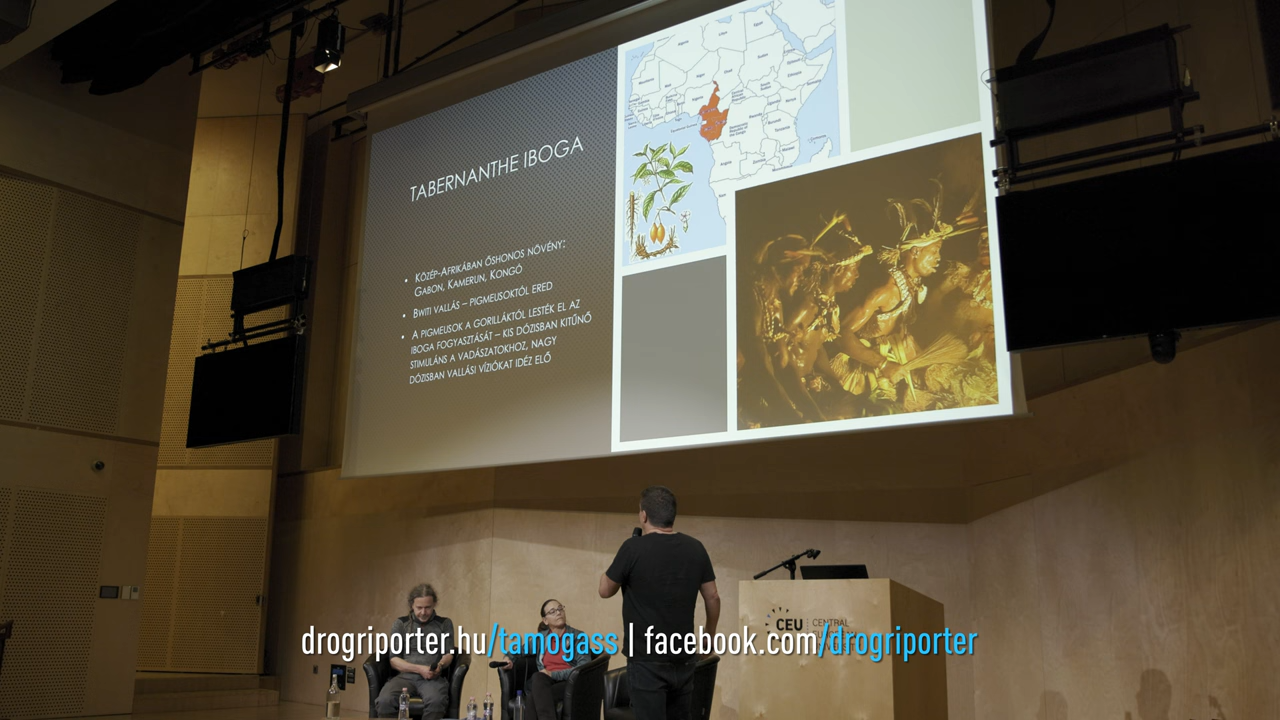 TABERNANTHE IBOGA
• KÖZÉP-AFRIKÁBAN ŐSHONOS NÖVÉNY:
GABON, KAMERUN, KONGÓ
• BWITI VALLÁS – PIGMEUSOKTÓL ERED
• A PIGMEUSOK A GORILLÁKTÓL LESTÉK EL AZ
IBOGA FOGYASZTÁSÁT – KIS DÓZISBAN KITŰNŐ
STIMULÁNS A VADÁSZATOKHOZ, NAGY
DÓZISBAN VALLÁSI VÍZIÓKAT IDÉZ ELŐ
CEU
CENTRAL
drogriporter.hu/tamogass | facebook.com/drogriporter